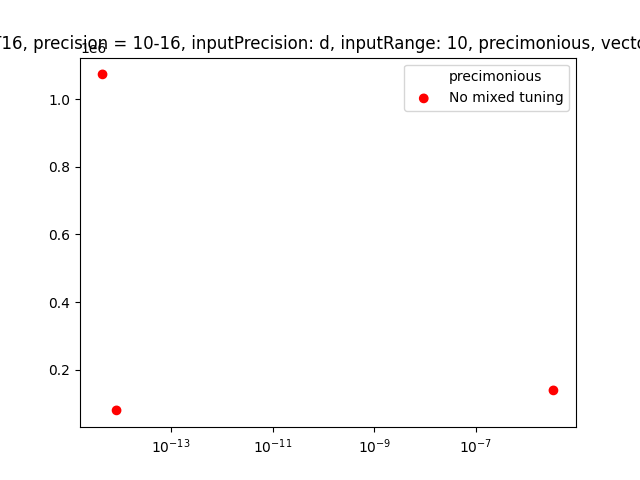 T16, precision = 10-16, inputPrecision: d, inputRange: 10, precimonious, vecto
1e6
precimonious
No mixed tuning
1.0
0.8
0.6
0.4
0.2
10⁻¹³
10⁻¹¹
10⁻⁹
10⁻⁷